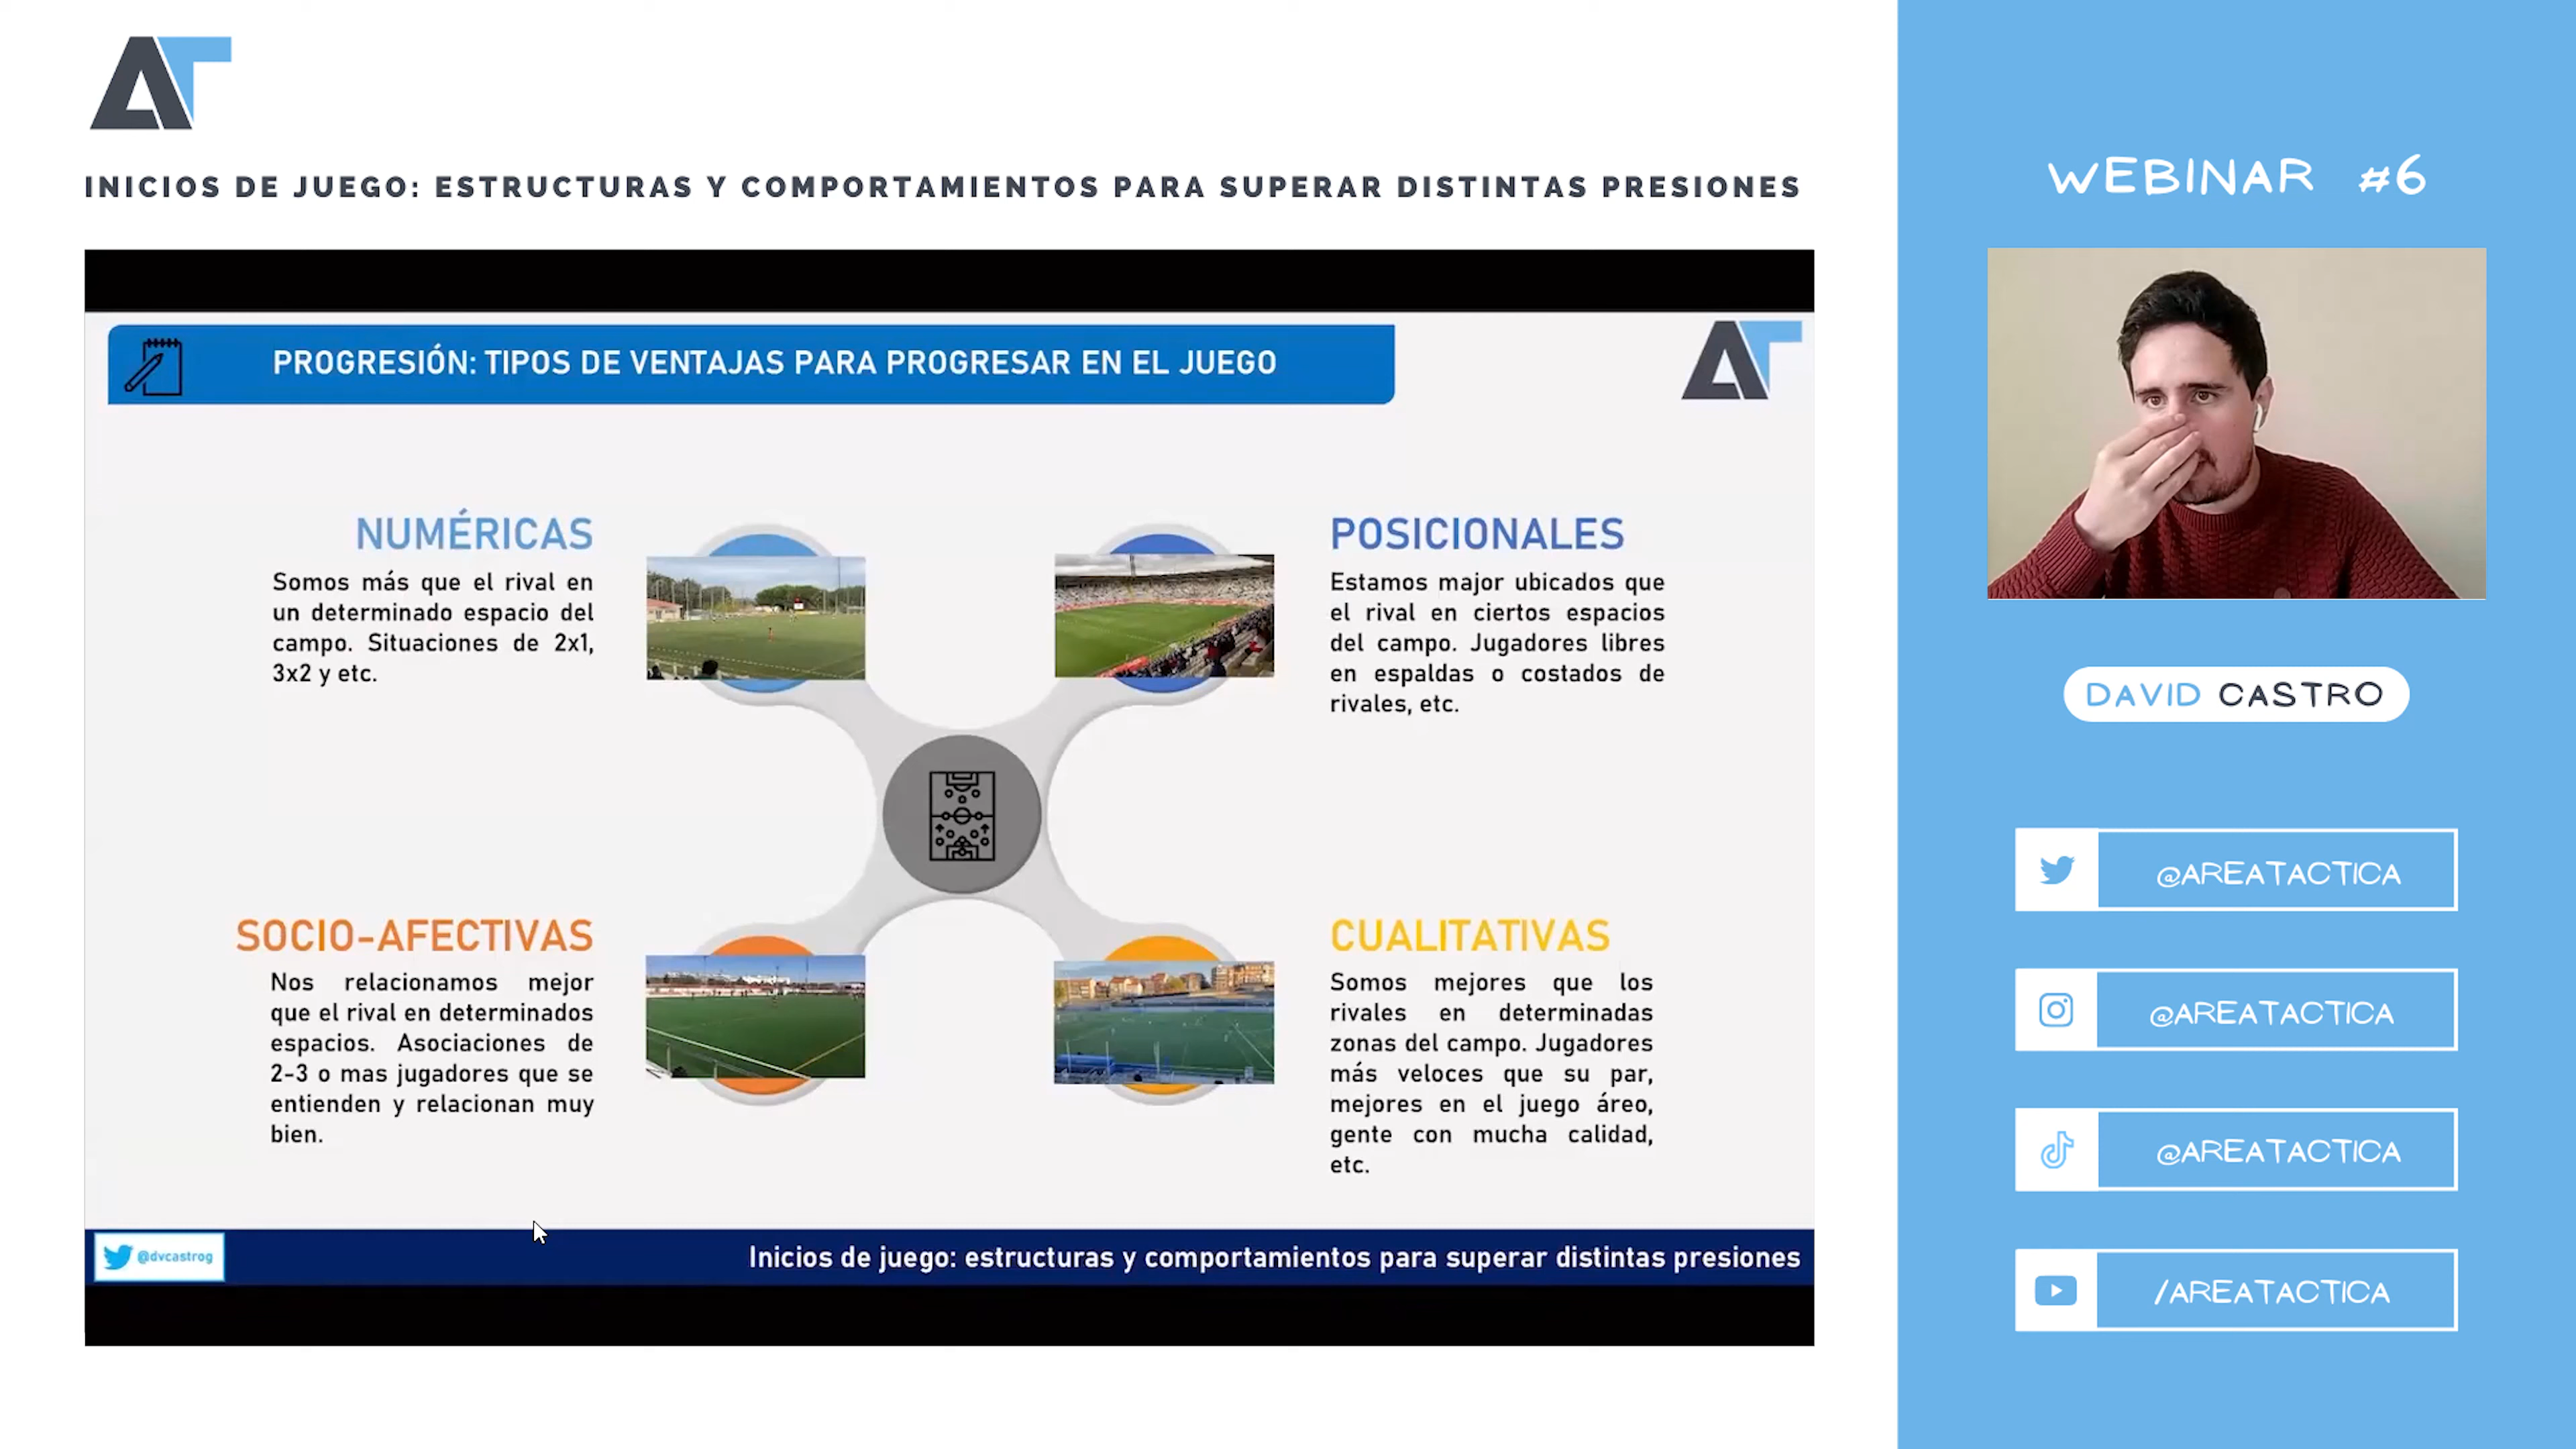 AT
INICIOS DE JUEGO: ESTRUCTURAS Y COMPORTAMIENTOS PARA SUPERAR DISTINTAS PRESIONES
PROGRESIÓN: TIPOS DE VENTAJAS PARA PROGRESAR EN EL JUEGO
AT
NUMÉRICAS
Somos más que el rival en
un determinado espacio del
campo. Situaciones de 2x1,
3x2 y etc.
POSICIONALES
Estamos major ubicados que
el rival en ciertos espacios
del campo. Jugadores libres
en espaldas o costados de
rivales, etc.
SOCIO-AFECTIVAS
Nos relacionamos mejor
que el rival en determinados
espacios. Asociaciones de
2-3 o mas jugadores que se
entienden y relacionan muy
bien.
CUALITATIVAS
Somos mejores que los
rivales en determinadas
zonas del campo. Jugadores
más veloces que su par,
mejores en el juego áreo,
gente con mucha calidad,
etc.
@dvcastrog
Inicios de juego: estructuras y comportamientos para superar distintas presiones
WEBINAR #6
DAVID CASTRO
@AREATACTICA
@AREATACTICA
@AREATACTICA
/AREATACTICA